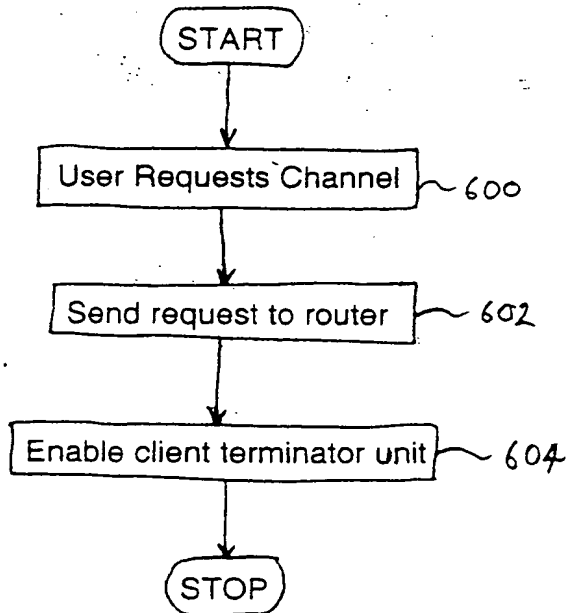 START
User Requests Channel
600
Send request to router
602
Enable client terminator unit
604
STOP